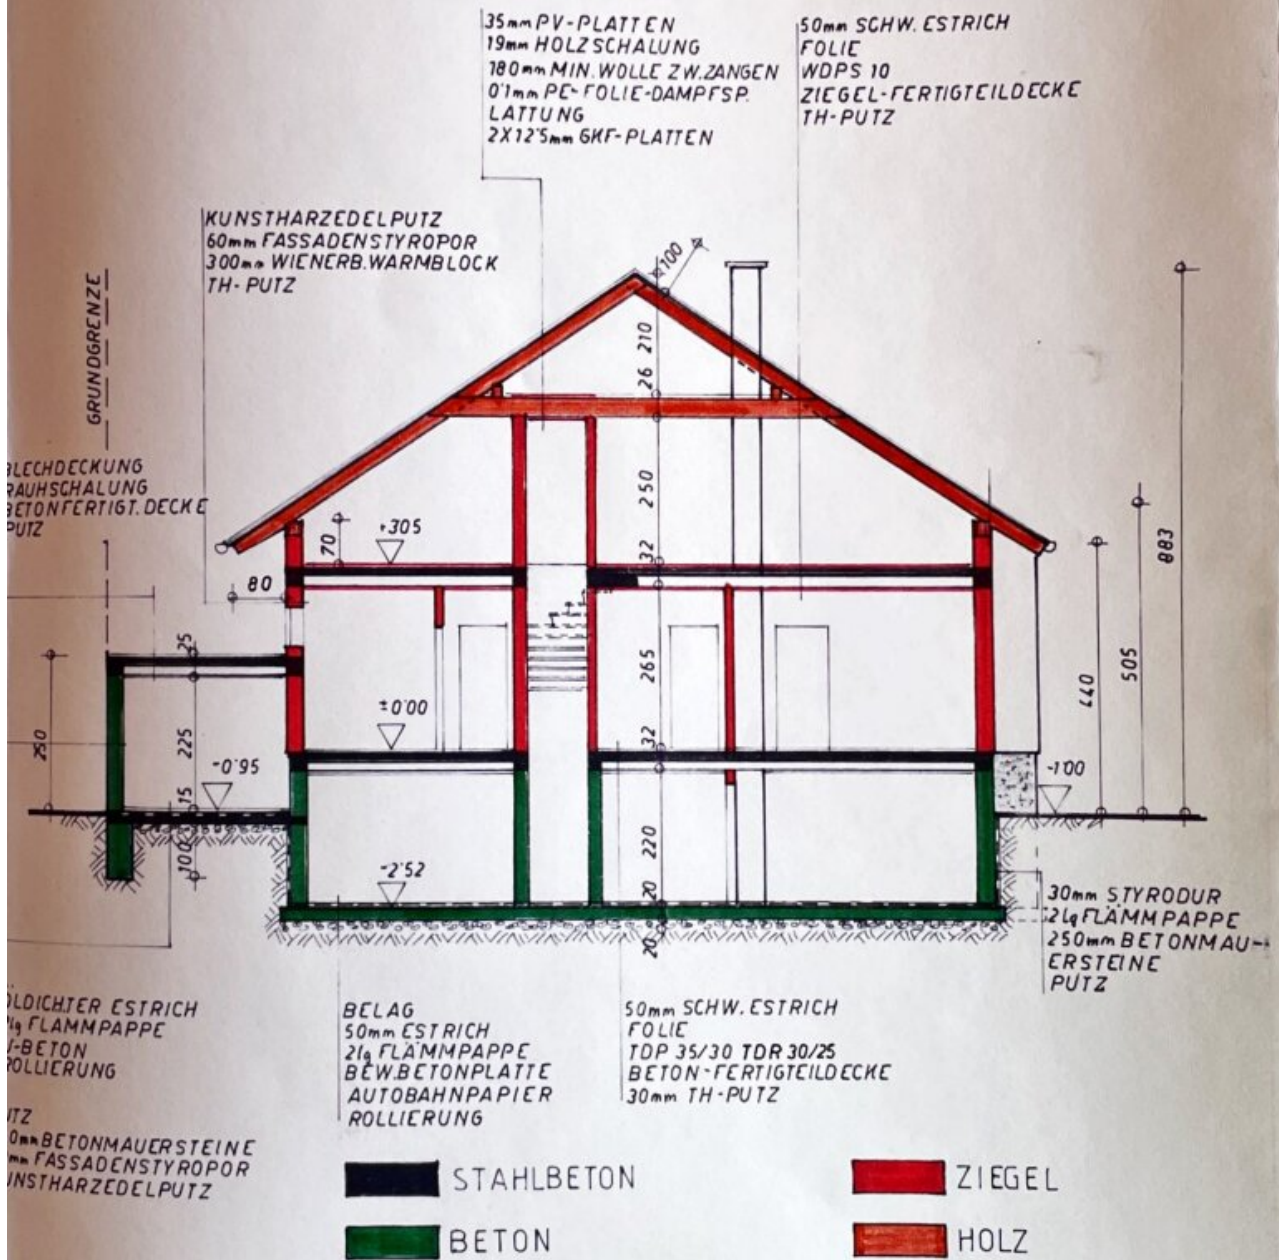 35mm PV-PLATTEN
19mm HOLZSCHALUNG
180mm MIN.WOLLE ZW.ZANGEN
0'1mm PE-FOLIE-DAMPFSP.
LATTUNG
2X12'5mm GKF-PLATTEN
50mm SCHW. ESTRICH
FOLIE
WDPS 10
ZIEGEL-FERTIGTEILDECKE
TH-PUTZ
KUNSTHARZEDELPUTZ
60mm FASSADENSTYROPOR
300mm WIENERB.WARMBLOCK
TH-PUTZ
GRUNDGRENZE
BLECHDECKUNG
RAUHSCHALUNG
BETONFERTIGT.DECKE
PUTZ
100
210
26
250
32
265
32
220
20
20
+305
70
80
25
225
15
100
250
±0'00
-0'95
-2'52
-1'00
440
505
883
30mm STYRODUR
2lg FLÄMMPAPPE
250mm BETONMAU-
ERSTEINE
PUTZ
ÖLDICHTER ESTRICH
2lg FLAMMPAPPE
U-BETON
ROLLIERUNG
PUTZ
0mm BETONMAUERSTEINE
mm FASSADENSTYROPOR
KUNSTHARZEDELPUTZ
BELAG
50mm ESTRICH
2lg FLÄMMPAPPE
BEW.BETONPLATTE
AUTOBAHNPAPIER
ROLLIERUNG
50mm SCHW. ESTRICH
FOLIE
TDP 35/30 TDR 30/25
BETON-FERTIGTEILDECKE
30mm TH-PUTZ
STAHLBETON
ZIEGEL
BETON
HOLZ